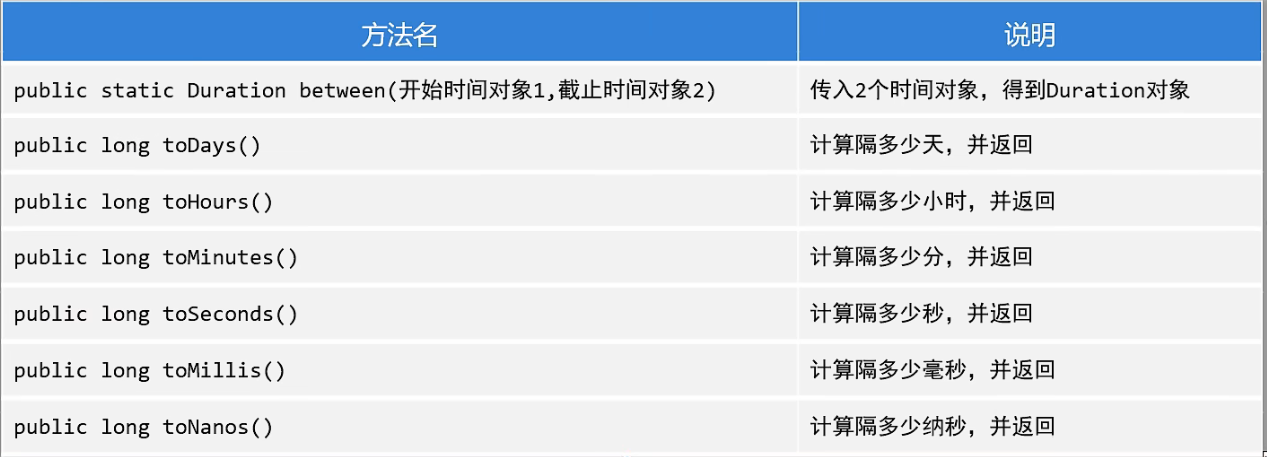 方法名 说明
public static Duration between(开始时间对象1,截止时间对象2) 传入2个时间对象，得到Duration对象
public long toDays() 计算隔多少天，并返回
public long toHours() 计算隔多少小时，并返回
public long toMinutes() 计算隔多少分，并返回
public long toSeconds() 计算隔多少秒，并返回
public long toMillis() 计算隔多少毫秒，并返回
public long toNanos() 计算隔多少纳秒，并返回